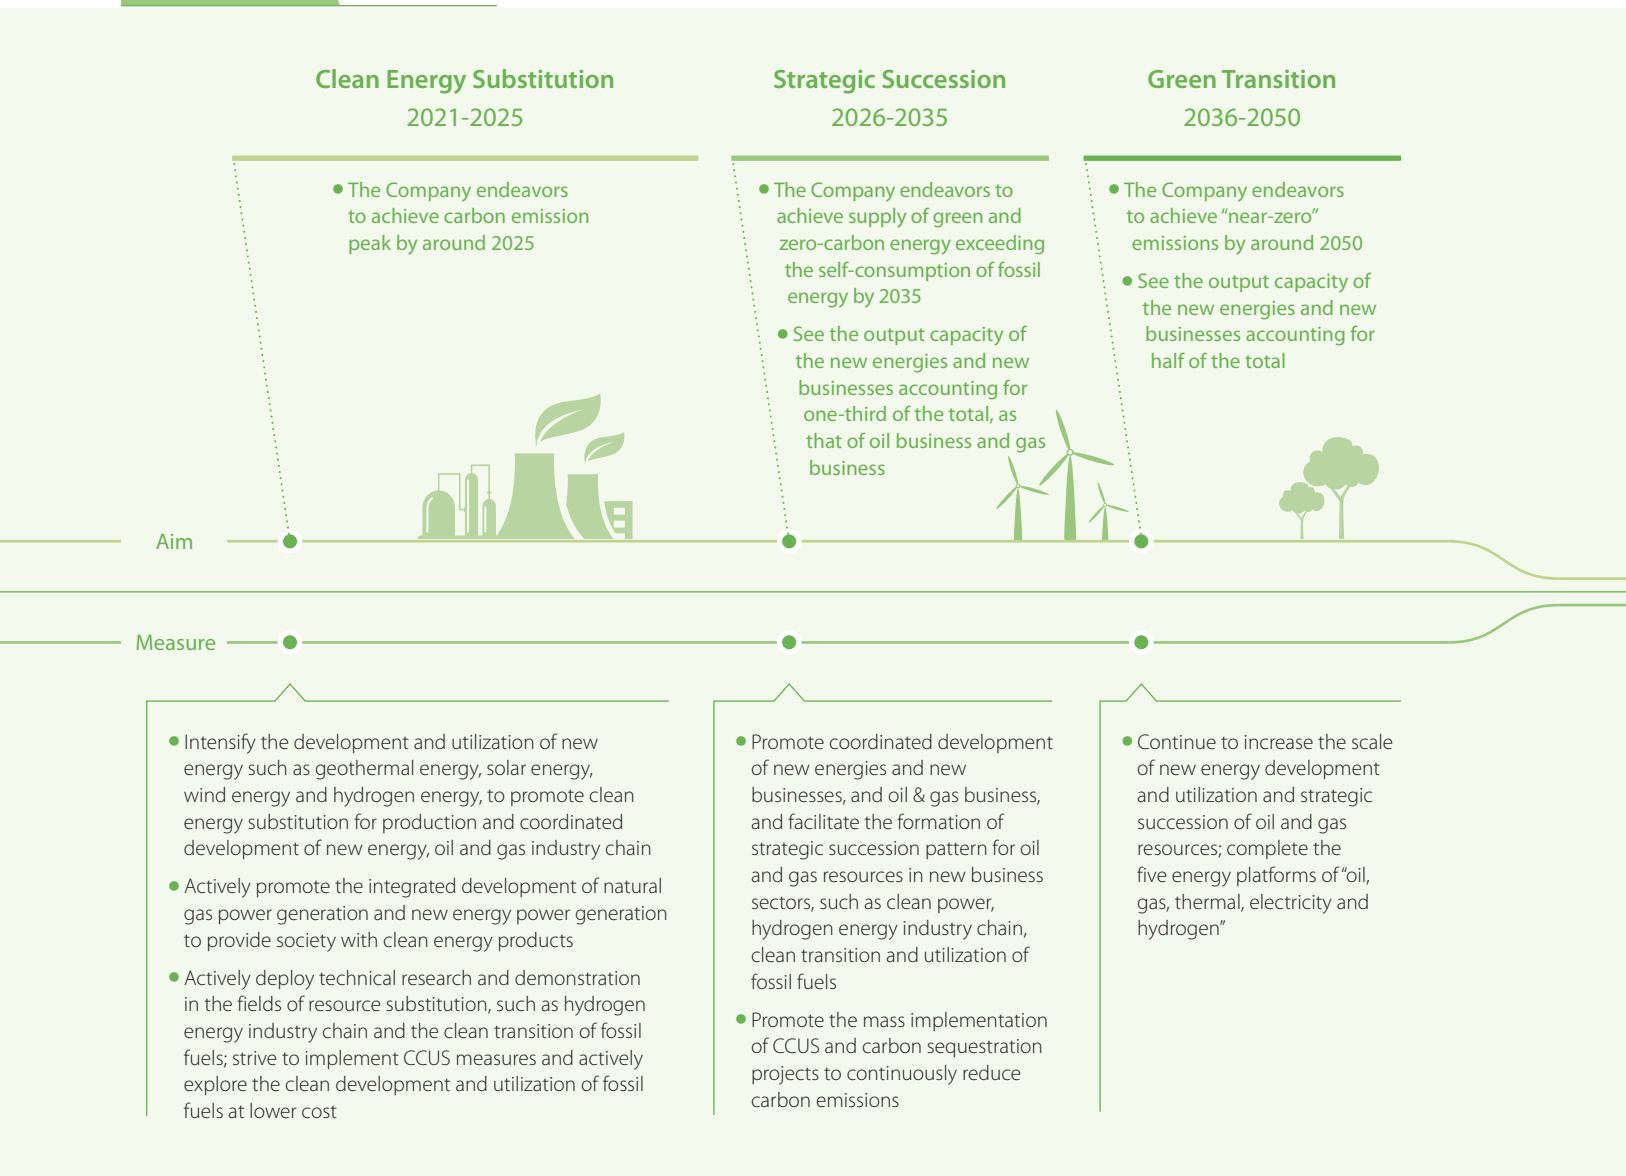 Clean Energy Substitution
2021-2025
Strategic Succession
2026-2035
Green Transition
2036-2050
● The Company endeavors
to achieve carbon emission
peak by around 2025
● The Company endeavors to
achieve supply of green and
zero-carbon energy exceeding
the self-consumption of fossil
energy by 2035
● See the output capacity of
the new energies and new
businesses accounting for
one-third of the total, as
that of oil business and gas
business
● The Company endeavors
to achieve “near-zero”
emissions by around 2050
● See the output capacity of
the new energies and new
businesses accounting for
half of the total
Aim
Measure
● Intensify the development and utilization of new
energy such as geothermal energy, solar energy,
wind energy and hydrogen energy, to promote clean
energy substitution for production and coordinated
development of new energy, oil and gas industry chain
● Actively promote the integrated development of natural
gas power generation and new energy power generation
to provide society with clean energy products
● Actively deploy technical research and demonstration
in the fields of resource substitution, such as hydrogen
energy industry chain and the clean transition of fossil
fuels; strive to implement CCUS measures and actively
explore the clean development and utilization of fossil
fuels at lower cost
● Promote coordinated development
of new energies and new
businesses, and oil & gas business,
and facilitate the formation of
strategic succession pattern for oil
and gas resources in new business
sectors, such as clean power,
hydrogen energy industry chain,
clean transition and utilization of
fossil fuels
● Promote the mass implementation
of CCUS and carbon sequestration
projects to continuously reduce
carbon emissions
● Continue to increase the scale
of new energy development
and utilization and strategic
succession of oil and gas
resources; complete the
five energy platforms of “oil,
gas, thermal, electricity and
hydrogen”